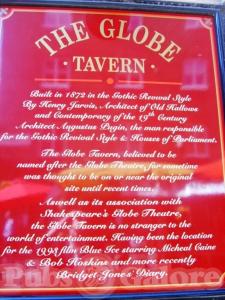 THE GLOBE
TAVERN
Built in 1872 in the Gothic Revival Style
By Henry Jarvis, Architect of Old Hallows
and Contemporary of the 19th Century
Architect Augustus Pugin, the man responsible
for the Gothic Revival Style & Houses of Parliament.
The Globe Tavern, believed to be
named after the Globe Theatre, for sometime
was thought to be on or near the original
site until recent times.
Aswell as its association with
Shakespeare's Globe Theatre,
the Globe Tavern is no stranger to the
world of entertainment. Having been the location
for the 1992 film Blue Ice starring Micheal Caine
& Bob Hoskins and more recently
Bridget Jones' Diary.